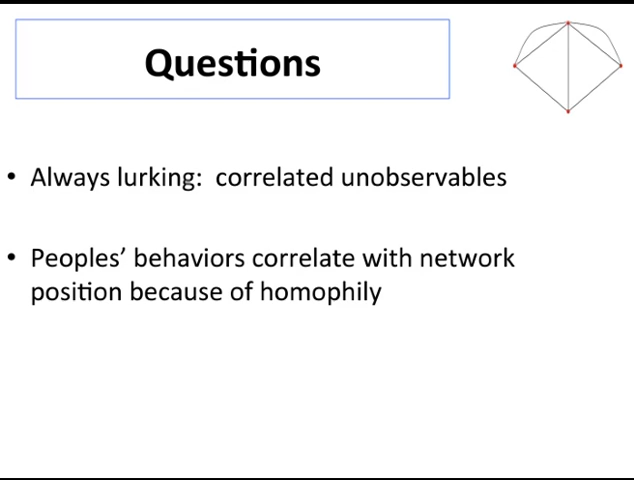 Questions
• Always lurking:  correlated unobservables
• Peoples’ behaviors correlate with network
position because of homophily